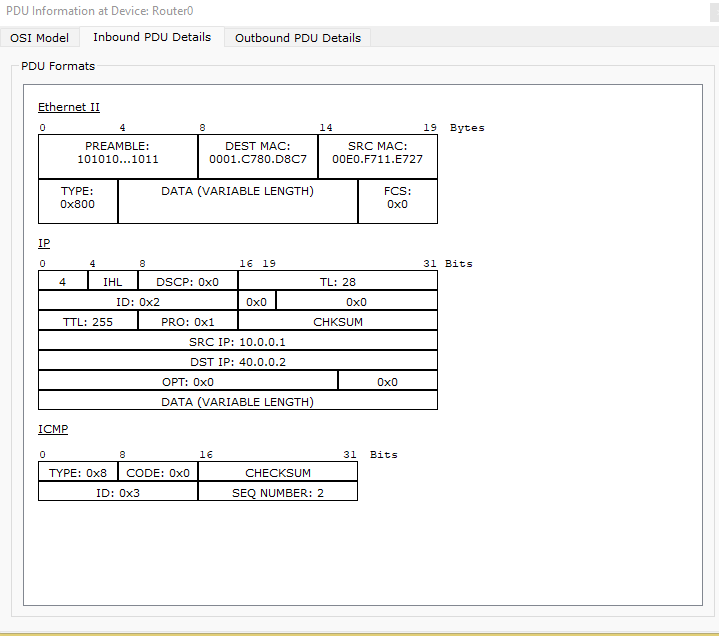 PDU Information at Device: Router0
OSI Model Inbound PDU Details Outbound PDU Details
PDU Formats
Ethernet II
0 4 8 14 19 Bytes
PREAMBLE: DEST MAC: SRC MAC:
101010...1011 0001.C780.D8C7 00E0.F711.E727
TYPE: DATA (VARIABLE LENGTH) FCS:
0x800 0x0
IP
0 4 8 16 19 31 Bits
4 IHL DSCP: 0x0 TL: 28
ID: 0x2 0x0 0x0
TTL: 255 PRO: 0x1 CHKSUM
SRC IP: 10.0.0.1
DST IP: 40.0.0.2
OPT: 0x0 0x0
DATA (VARIABLE LENGTH)
ICMP
0 8 16 31 Bits
TYPE: 0x8 CODE: 0x0 CHECKSUM
ID: 0x3 SEQ NUMBER: 2